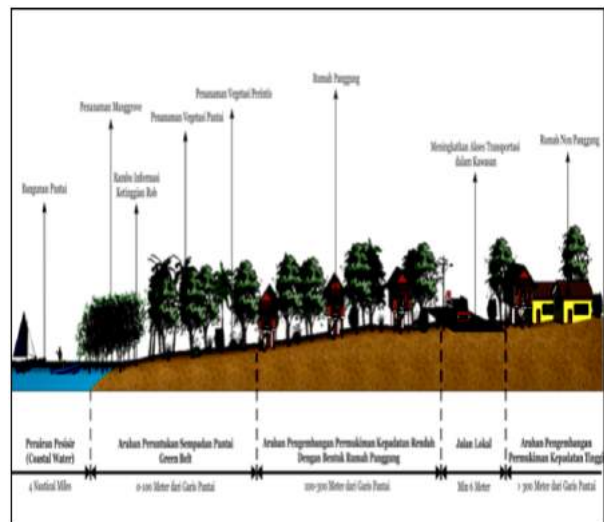 Rumah Panggung
Penanaman Vegetasi Perintis
Penanaman Manggrove
Penanaman Vegetasi Pantai
Meningkatkan Akses Transportasi
dalam Kawasan
Rumah Non Panggung
Rambu Informasi
Ketinggian Rob
Bangunan Pantai
Perairan Pesisir
(Coastal Water)
Arahan Peruntukan Sempadan Pantai
Green Belt
Arahan Pengembangan Permukiman Kepadatan Rendah
Dengan Bentuk Rumah Panggung
Jalan Lokal
Arahan Pengembangan
Permukiman Kepadatan Tinggi
4 Nautical Miles
0-100 Meter dari Garis Pantai
100-300 Meter dari Garis Pantai
Min 6 Meter
300 Meter dari Garis Pantai